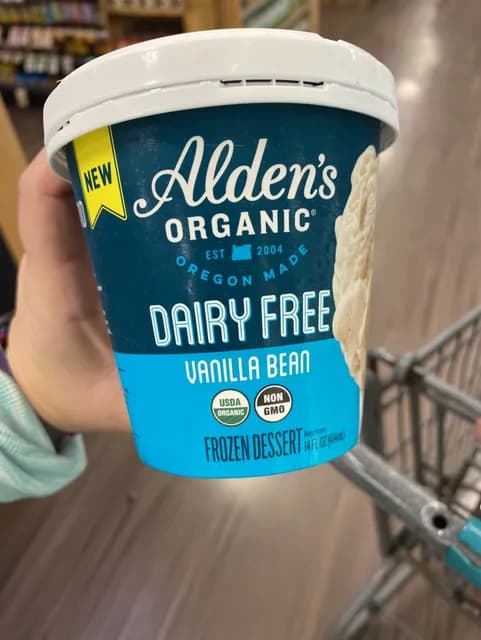 NEW
Alden's
ORGANIC®
EST 2004
OREGON MADE
DAIRY FREE
VANILLA BEAN
USDA
ORGANIC
NON
GMO
FROZEN DESSERT
14 FL OZ (414mL)